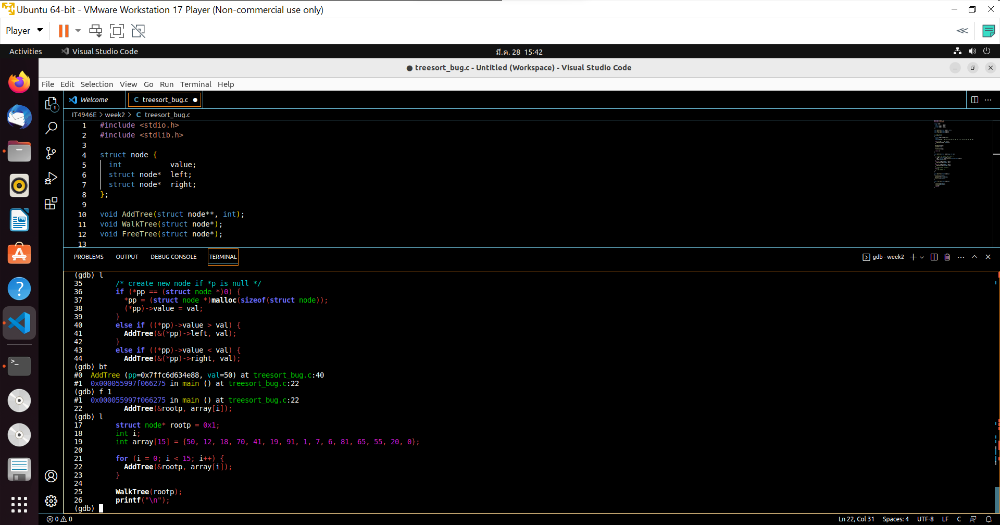 Ubuntu 64-bit - VMware Workstation 17 Player (Non-commercial use only)
Player
Activities
Visual Studio Code
มี.ค. 28 15:42
● treesort_bug.c - Untitled (Workspace) - Visual Studio Code
File Edit Selection View Go Run Terminal Help
Welcome
C treesort_bug.c ●
IT4946E > week2 > C treesort_bug.c
1 #include <stdio.h>
2 #include <stdlib.h>
3
4 struct node {
5 int value;
6 struct node* left;
7 struct node* right;
8 };
9
10 void AddTree(struct node**, int);
11 void WalkTree(struct node*);
12 void FreeTree(struct node*);
13
PROBLEMS OUTPUT DEBUG CONSOLE TERMINAL
gdb - week2
(gdb) l
35 /* create new node if *p is null */
36 if (*pp == (struct node *)0) {
37 *pp = (struct node *)malloc(sizeof(struct node));
38 (*pp)->value = val;
39 }
40 else if ((*pp)->value > val) {
41 AddTree(&(*pp)->left, val);
42 }
43 else if ((*pp)->value < val) {
44 AddTree(&(*pp)->right, val);
(gdb) bt
#0 AddTree (pp=0x7ffc6d634e88, val=50) at treesort_bug.c:40
#1 0x000055997f066275 in main () at treesort_bug.c:22
(gdb) f 1
#1 0x000055997f066275 in main () at treesort_bug.c:22
22 AddTree(&rootp, array[i]);
(gdb) l
17 struct node* rootp = 0x1;
18 int i;
19 int array[15] = {50, 12, 18, 70, 41, 19, 91, 1, 7, 6, 81, 65, 55, 20, 0};
20
21 for (i = 0; i < 15; i++) {
22 AddTree(&rootp, array[i]);
23 }
24
25 WalkTree(rootp);
26 printf("\n");
(gdb)
0 0
Ln 22, Col 31 Spaces: 4 UTF-8 LF C
1